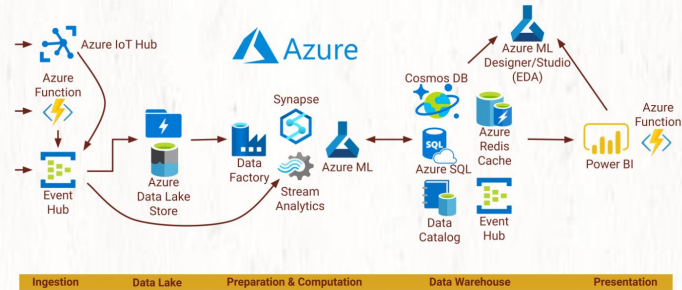 Azure IoT Hub
Azure
Function
Event
Hub
Azure
Data Lake
Store
Azure
Synapse
Data
Factory
Stream
Analytics
Azure ML
Cosmos DB
SQL
Azure SQL
Azure
Redis
Cache
Data
Catalog
Event
Hub
Azure ML
Designer/Studio
(EDA)
Power BI
Azure
Function
Ingestion
Data Lake
Preparation & Computation
Data Warehouse
Presentation